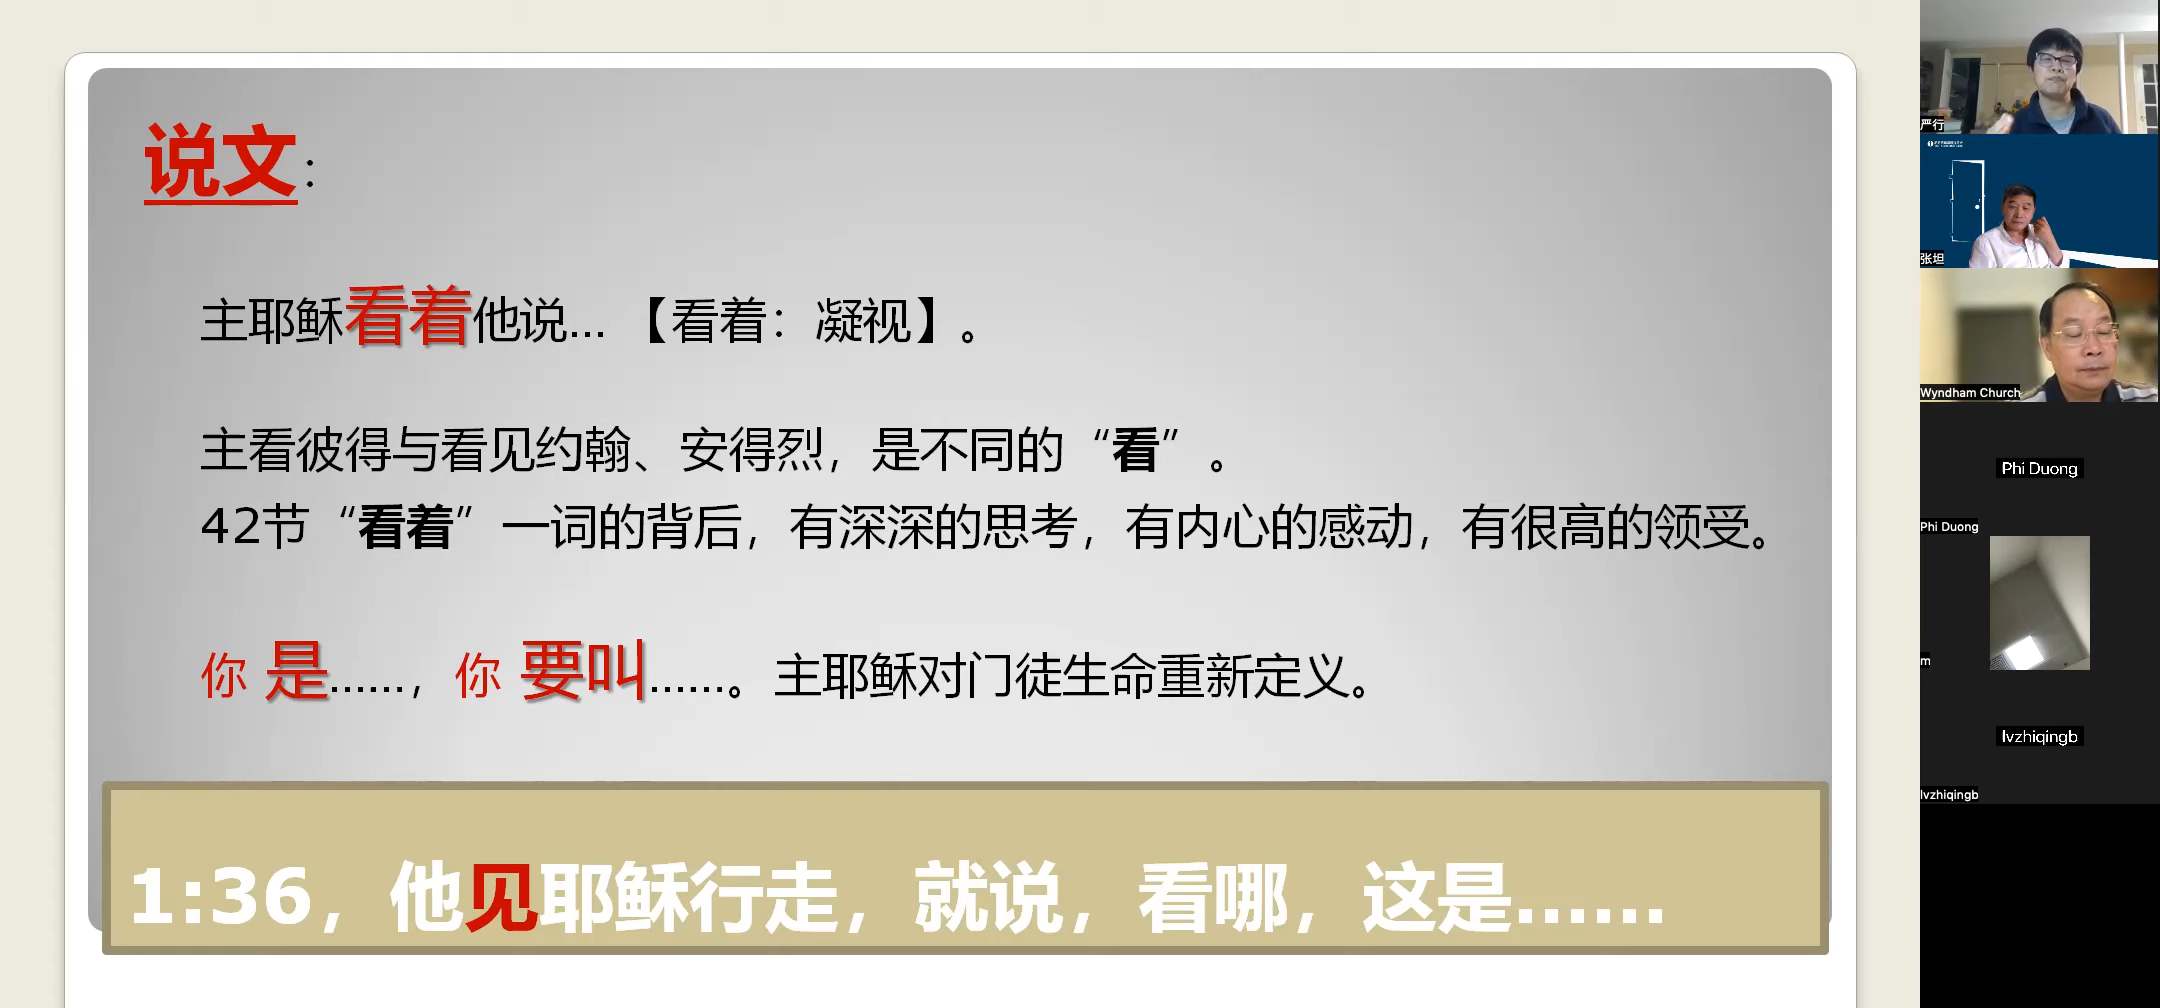 说文：
主耶稣看着他说… 【看着：凝视】。
主看彼得与看见约翰、安得烈，是不同的“看”。
42节“看着”一词的背后，有深深的思考，有内心的感动，有很高的领受。
你 是……，你 要叫……。主耶稣对门徒生命重新定义。
1:36，他见耶稣行走，就说，看哪，这是……
严行
张坦
Wyndham Church
Phi Duong
Phi Duong
m
lvzhiqingb
lvzhiqingb